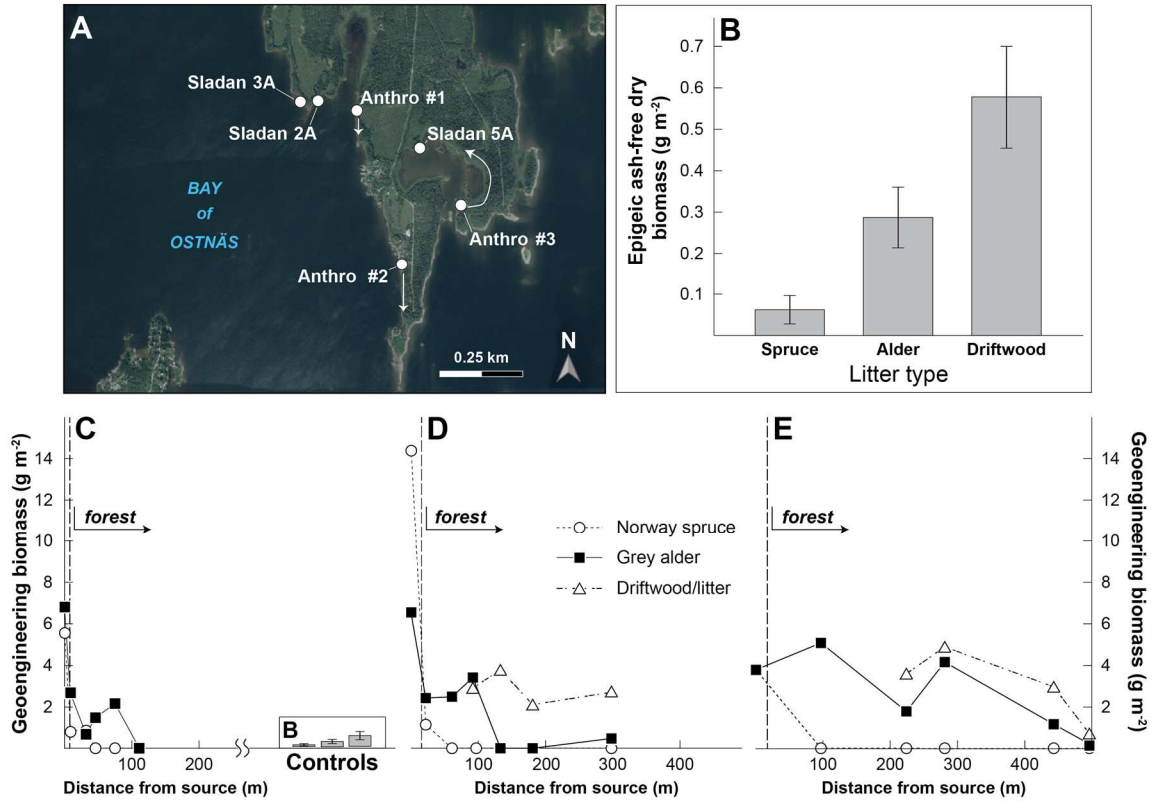 A
Sladan 3A
Sladan 2A
Anthro #1
Sladan 5A
BAY
of
OSTNÄS
Anthro #3
Anthro #2
0.25 km
N
B
Epigeic ash-free dry
biomass (g m-2)
0.7
0.6
0.5
0.4
0.3
0.2
0.1
Spruce
Alder
Driftwood
Litter type
C
Geoengineering biomass (g m-2)
14
12
10
8
6
4
2
forest
B
Controls
100
200
Distance from source (m)
D
forest
Norway spruce
Grey alder
Driftwood/litter
100
200
300
400
Distance from source (m)
E
forest
14
12
10
8
6
4
2
Geoengineering biomass (g m-2)
100
200
300
400
Distance from source (m)